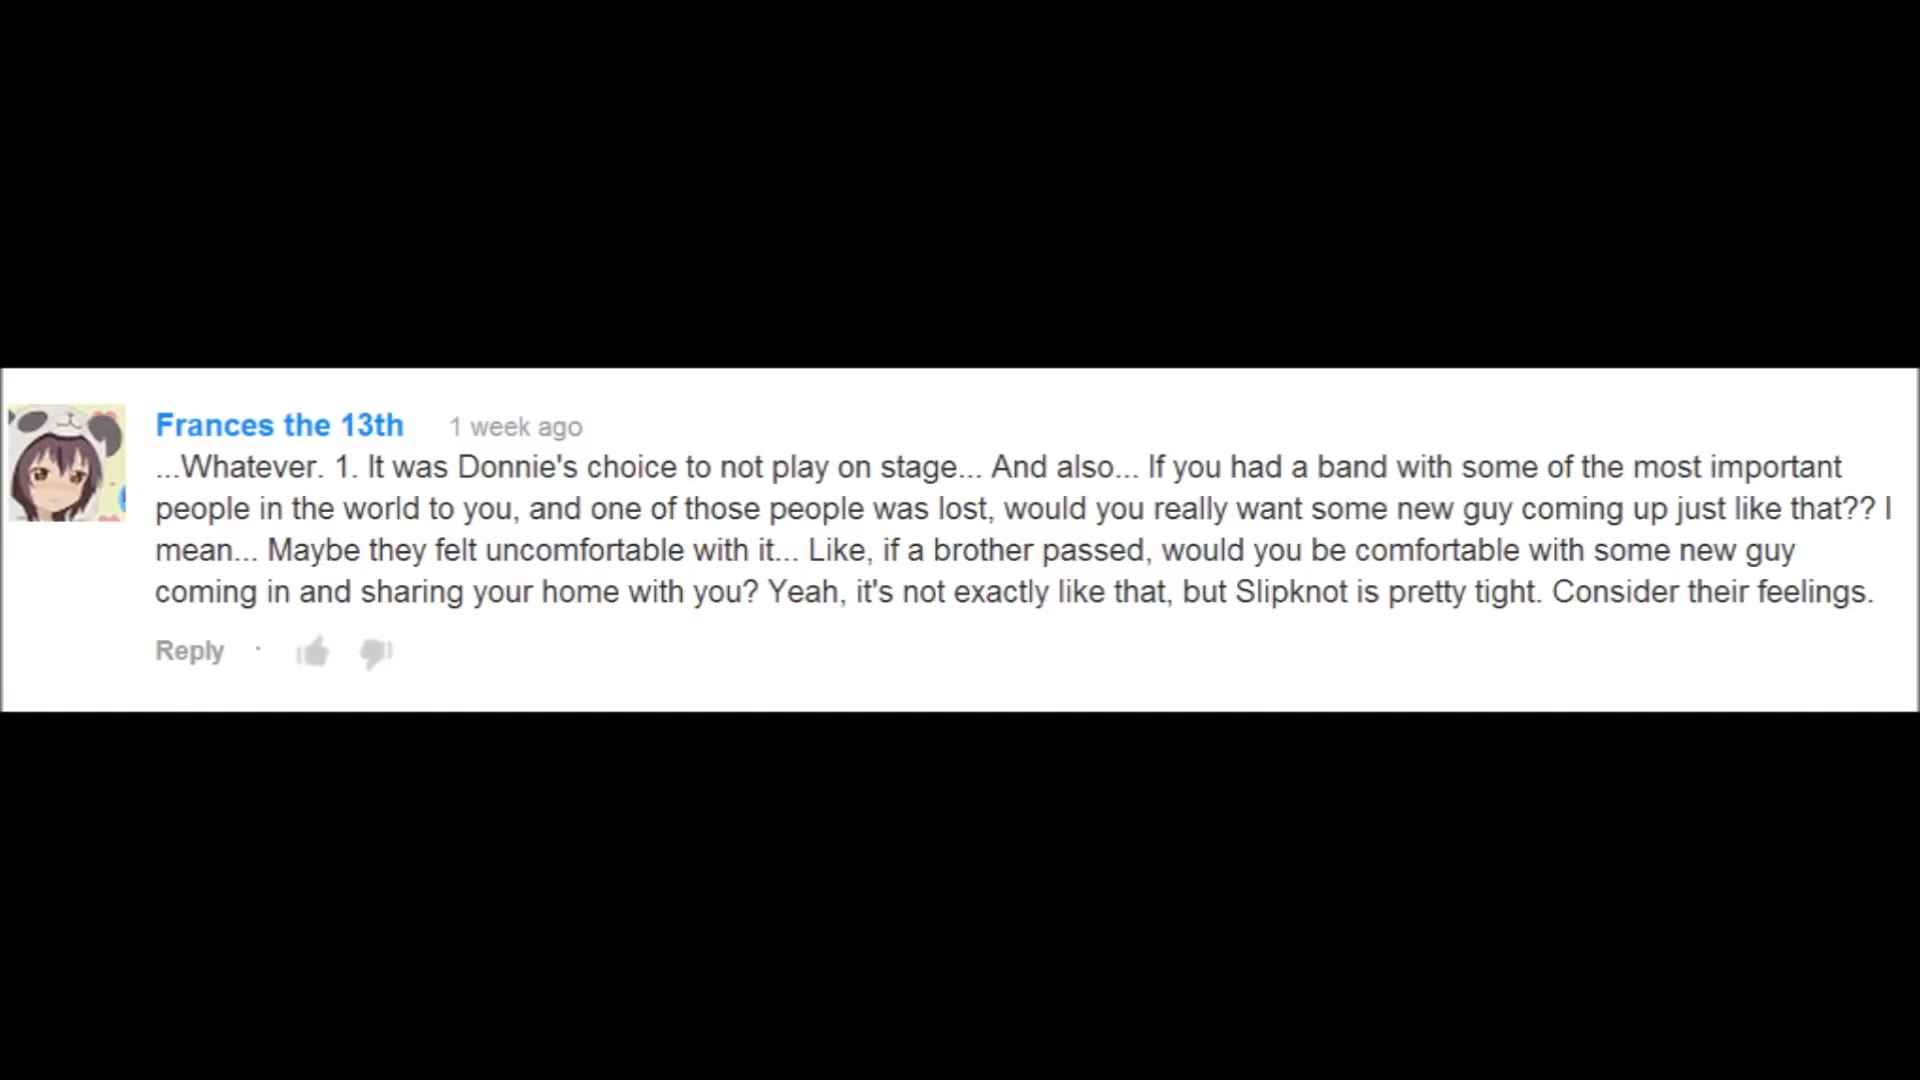 Frances the 13th 1 week ago
...Whatever. 1. It was Donnie's choice to not play on stage... And also... If you had a band with some of the most important
people in the world to you, and one of those people was lost, would you really want some new guy coming up just like that?? I
mean... Maybe they felt uncomfortable with it... Like, if a brother passed, would you be comfortable with some new guy
coming in and sharing your home with you? Yeah, it's not exactly like that, but Slipknot is pretty tight. Consider their feelings.
Reply ·